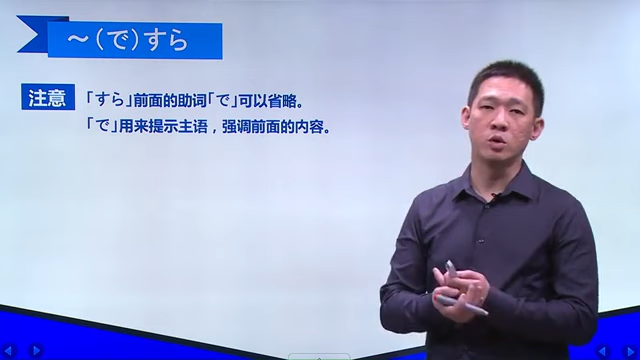 ～（で）すら
注意 「すら」前面的助词「で」可以省略。
「で」用来提示主语，强调前面的内容。